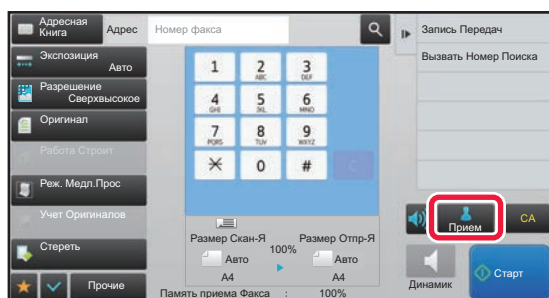 Адресная
Книга
Адрес
Номер факса
Запись Передач
Экспозиция
Авто
Вызвать Номер Поиска
Разрешение
Сверхвысокое
Оригинал
Работа Строит
Реж. Медл.Прос
Учет Оригиналов
Стереть
Прочие
1
2
ABC
3
DEF
4
GHI
5
JKL
6
MNO
7
PQRS
8
TUV
9
WXYZ
0
#
C
Размер Скан-Я
100%
Размер Отпр-Я
Авто
A4
Авто
A4
Память приема Факса : 100%
Прием
CA
Динамик
Старт